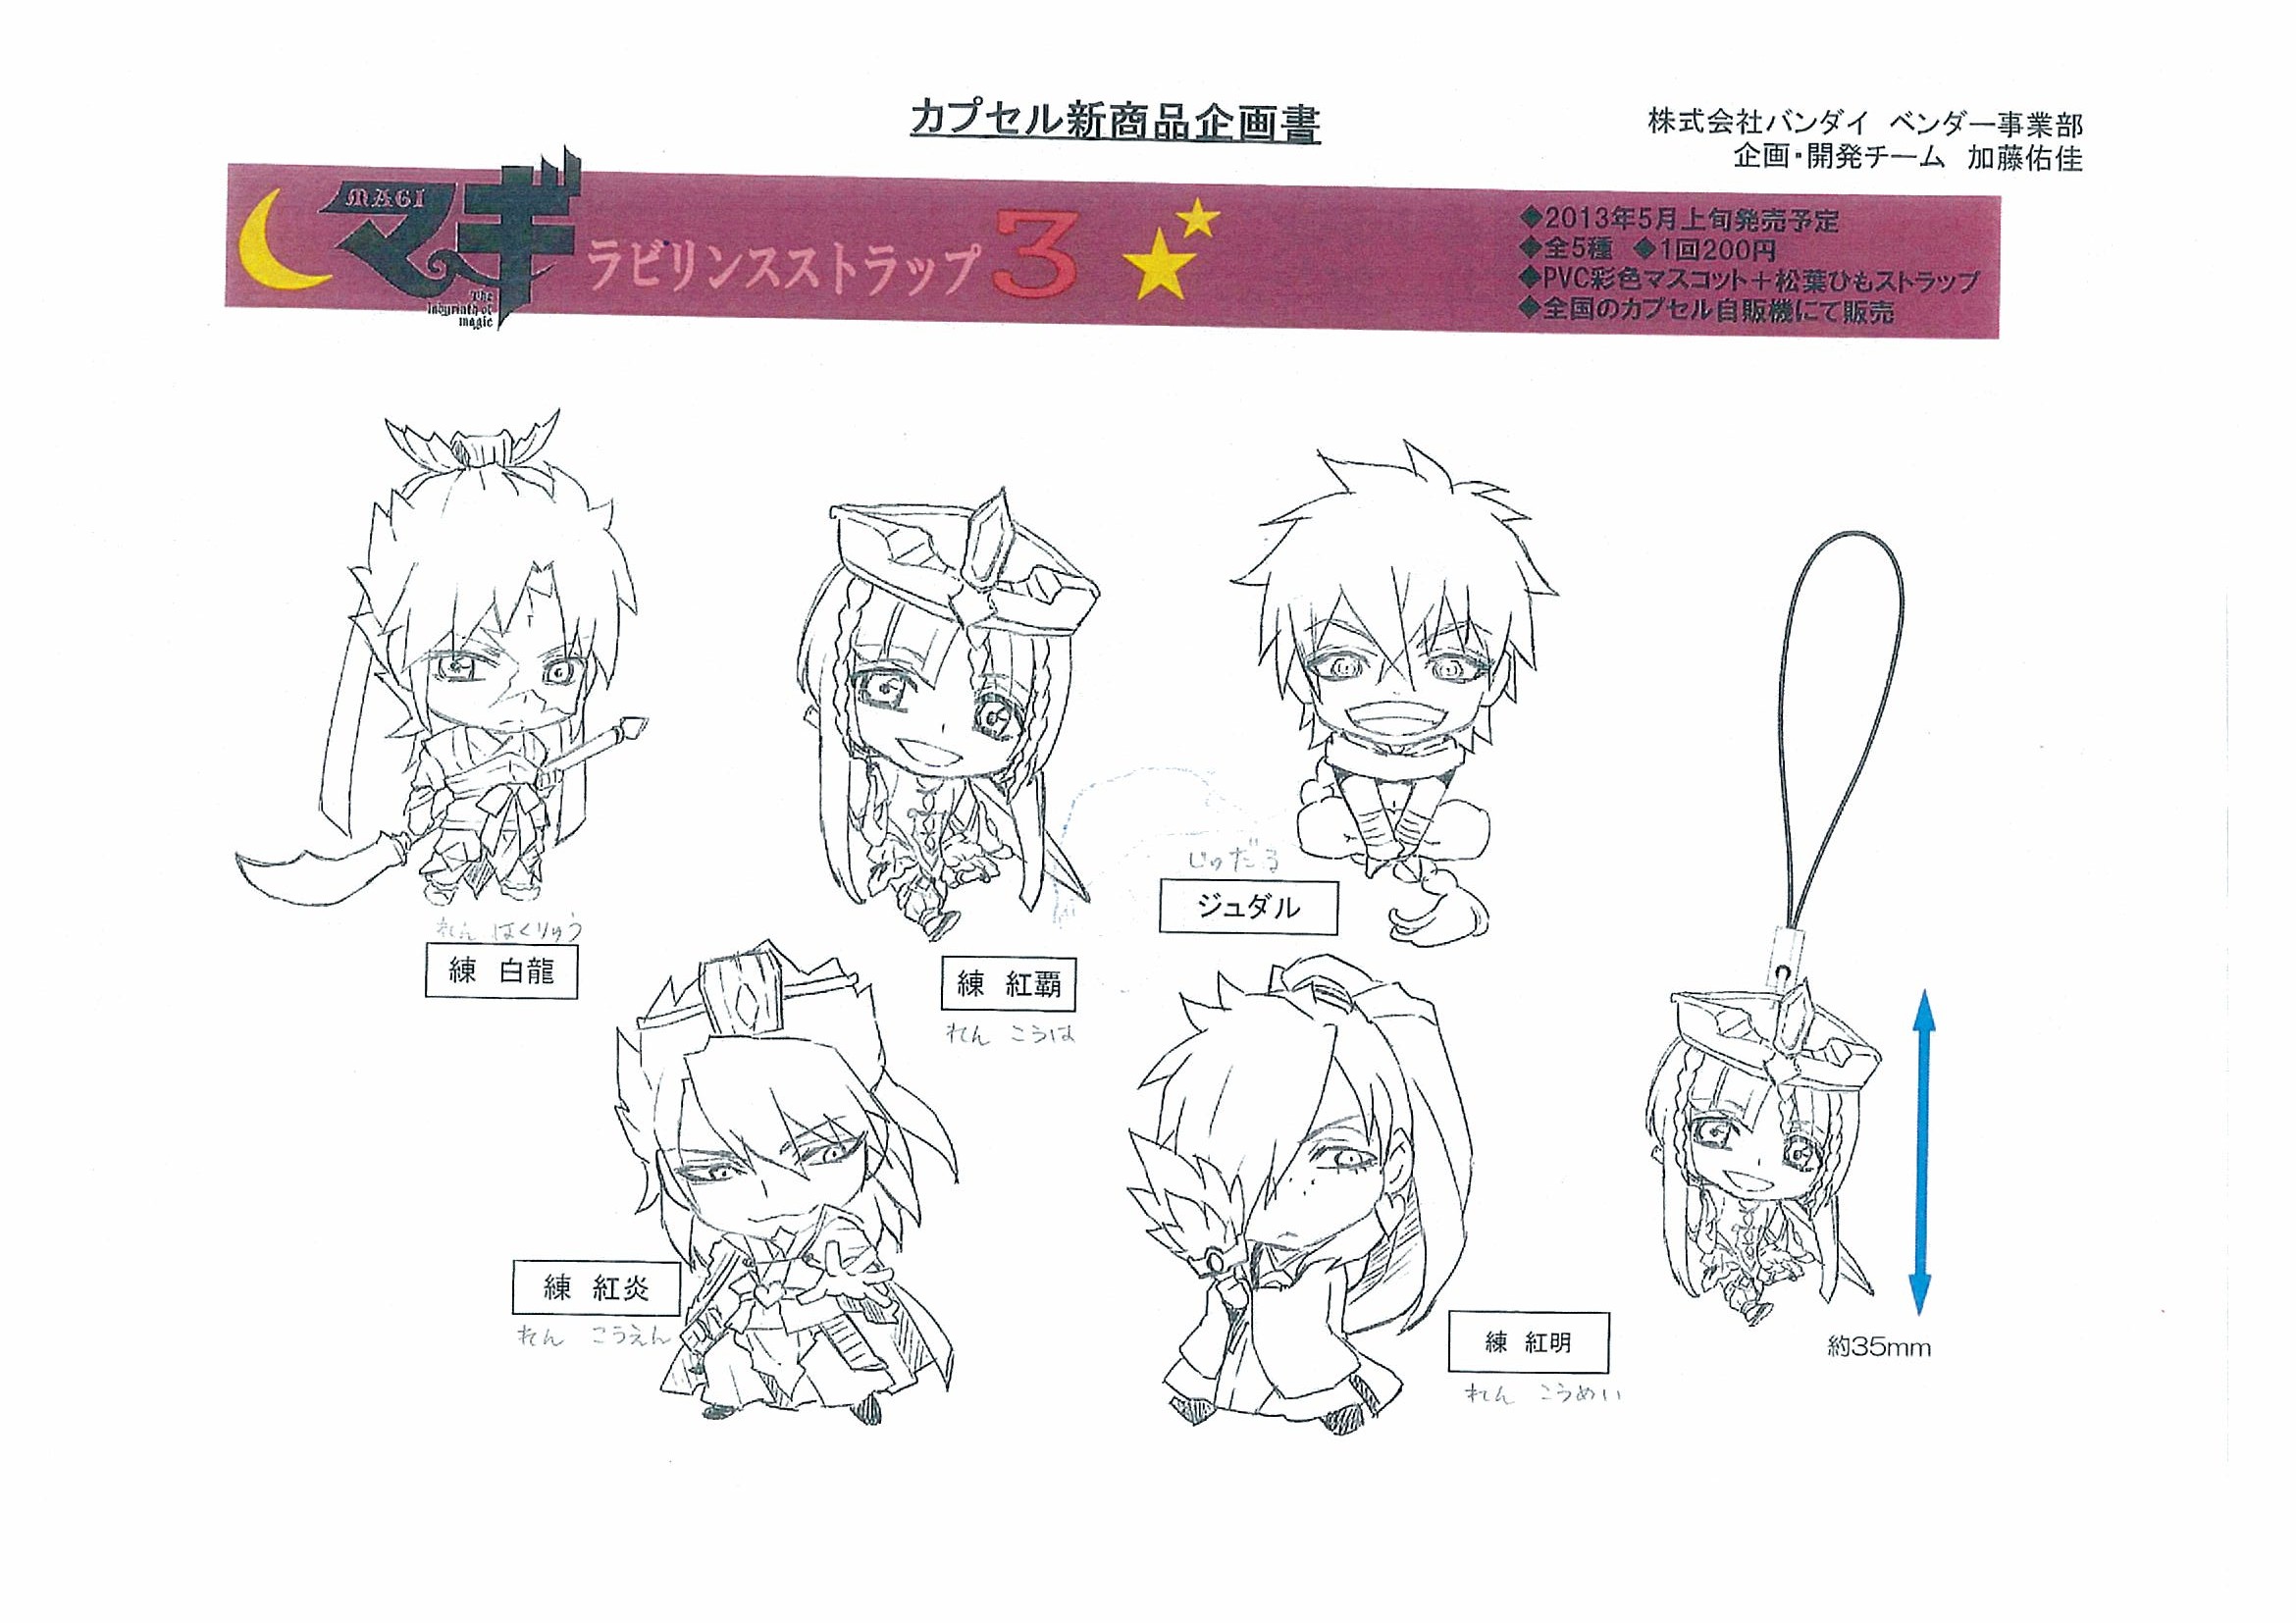 カプセル新商品企画書
株式会社バンダイ ベンダー事業部
企画・開発チーム 加藤佑佳
MAGI
マギ
The
labyrinth of
magic
ラビリンスストラップ3
◆2013年5月上旬発売予定
◆全5種 ◆1回200円
◆PVC彩色マスコット＋松葉ひもストラップ
◆全国のカプセル自販機にて販売
じゅだる
ジュダル
れん はくりゅう
練 白龍
練 紅覇
れん こうは
練 紅炎
れん こうえん
練 紅明
れん こうめい
約35mm